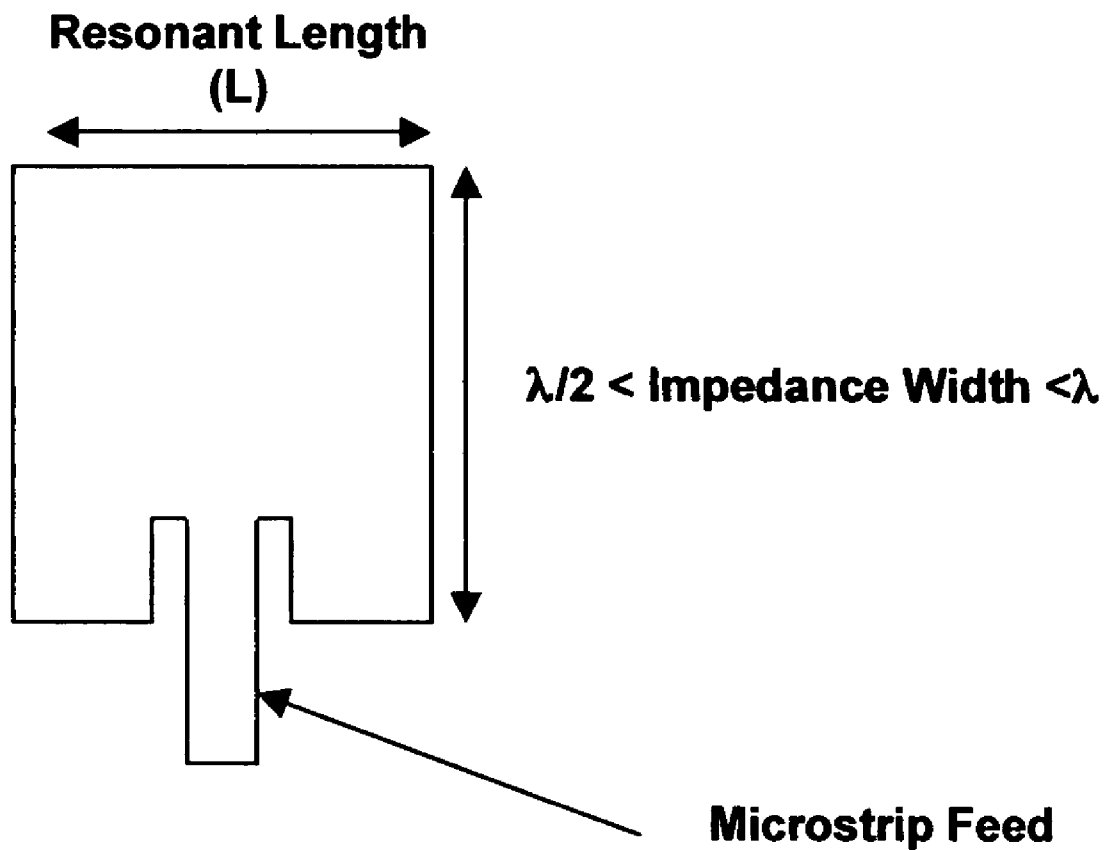 Resonant Length
(L)
λ/2 < Impedance Width <λ
Microstrip Feed